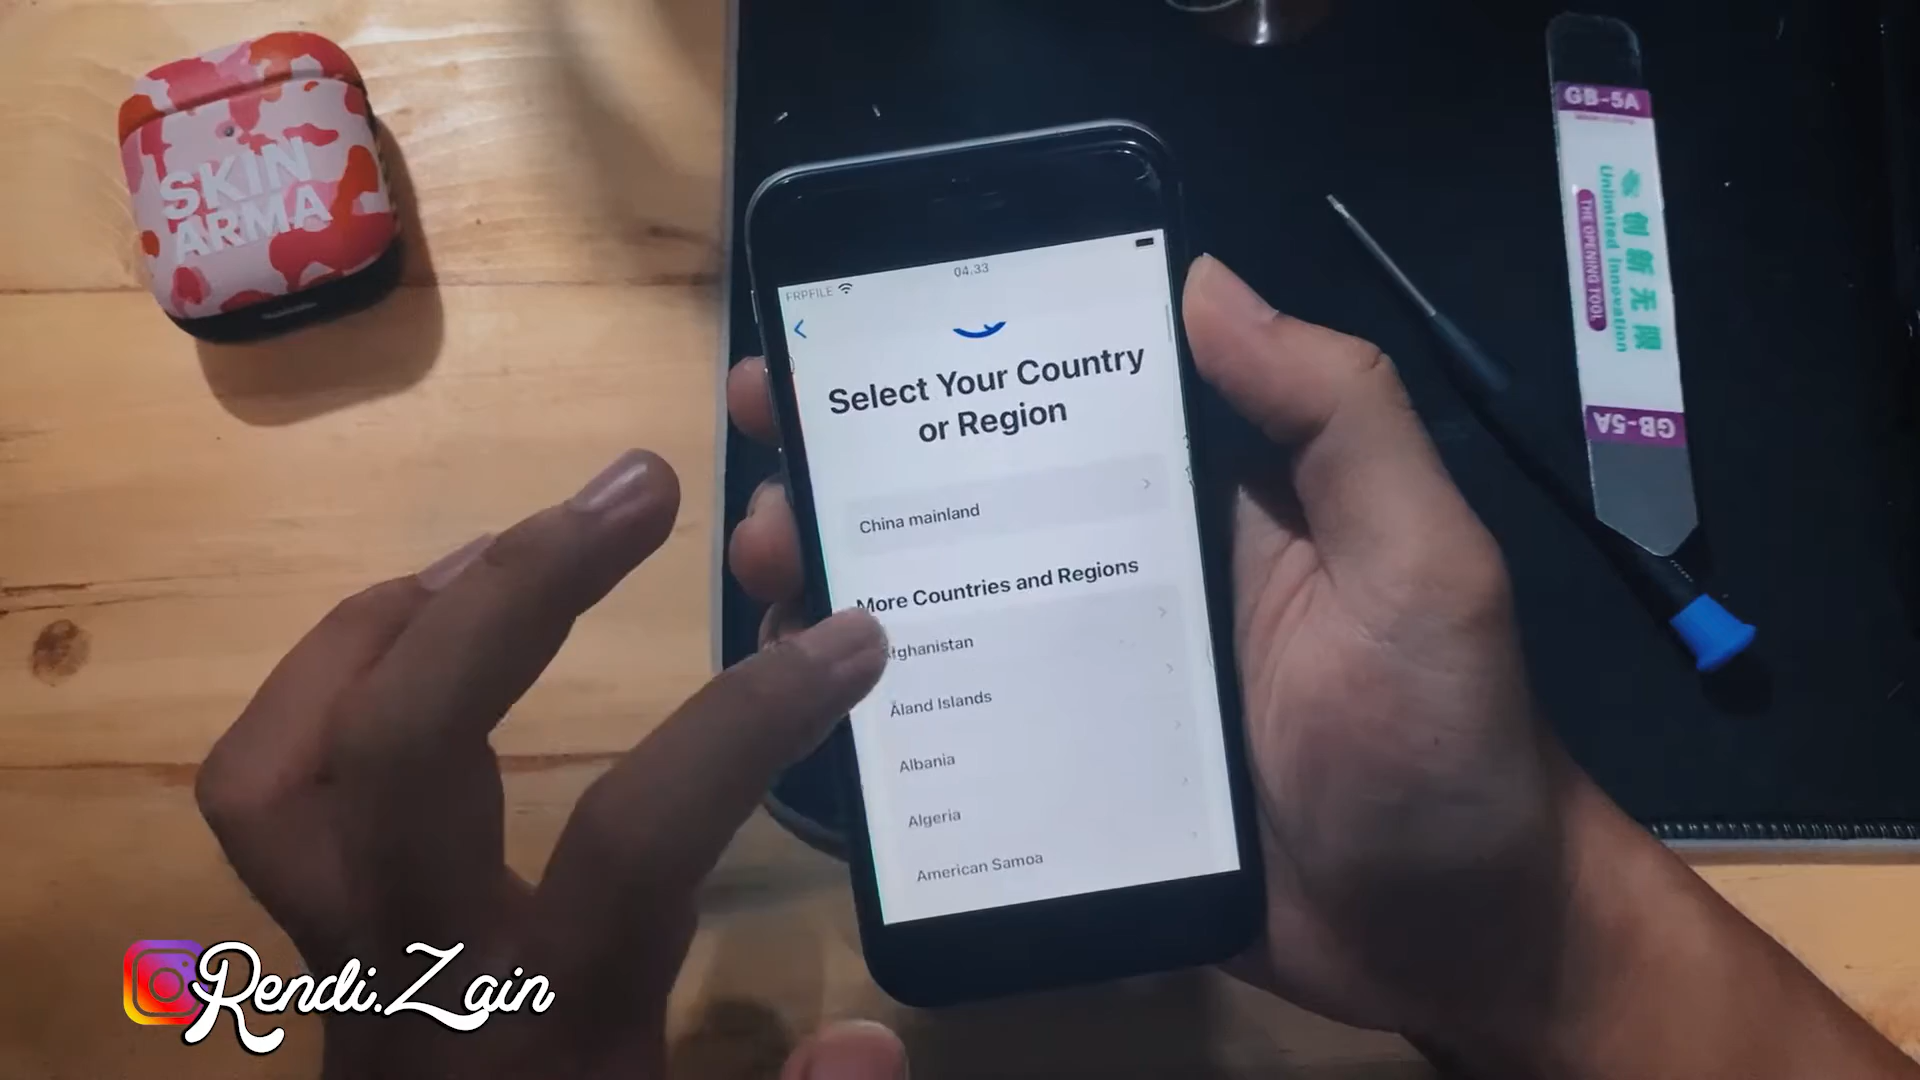 SKIN
ARMA
FRPFILE
04.33
Select Your Country
or Region
China mainland
More Countries and Regions
Afghanistan
Åland Islands
Albania
Algeria
American Samoa
GB-5A
创新无限
Unlimited Innovation
THE OPENING TOOL
GB-5A
Rendi.Zain